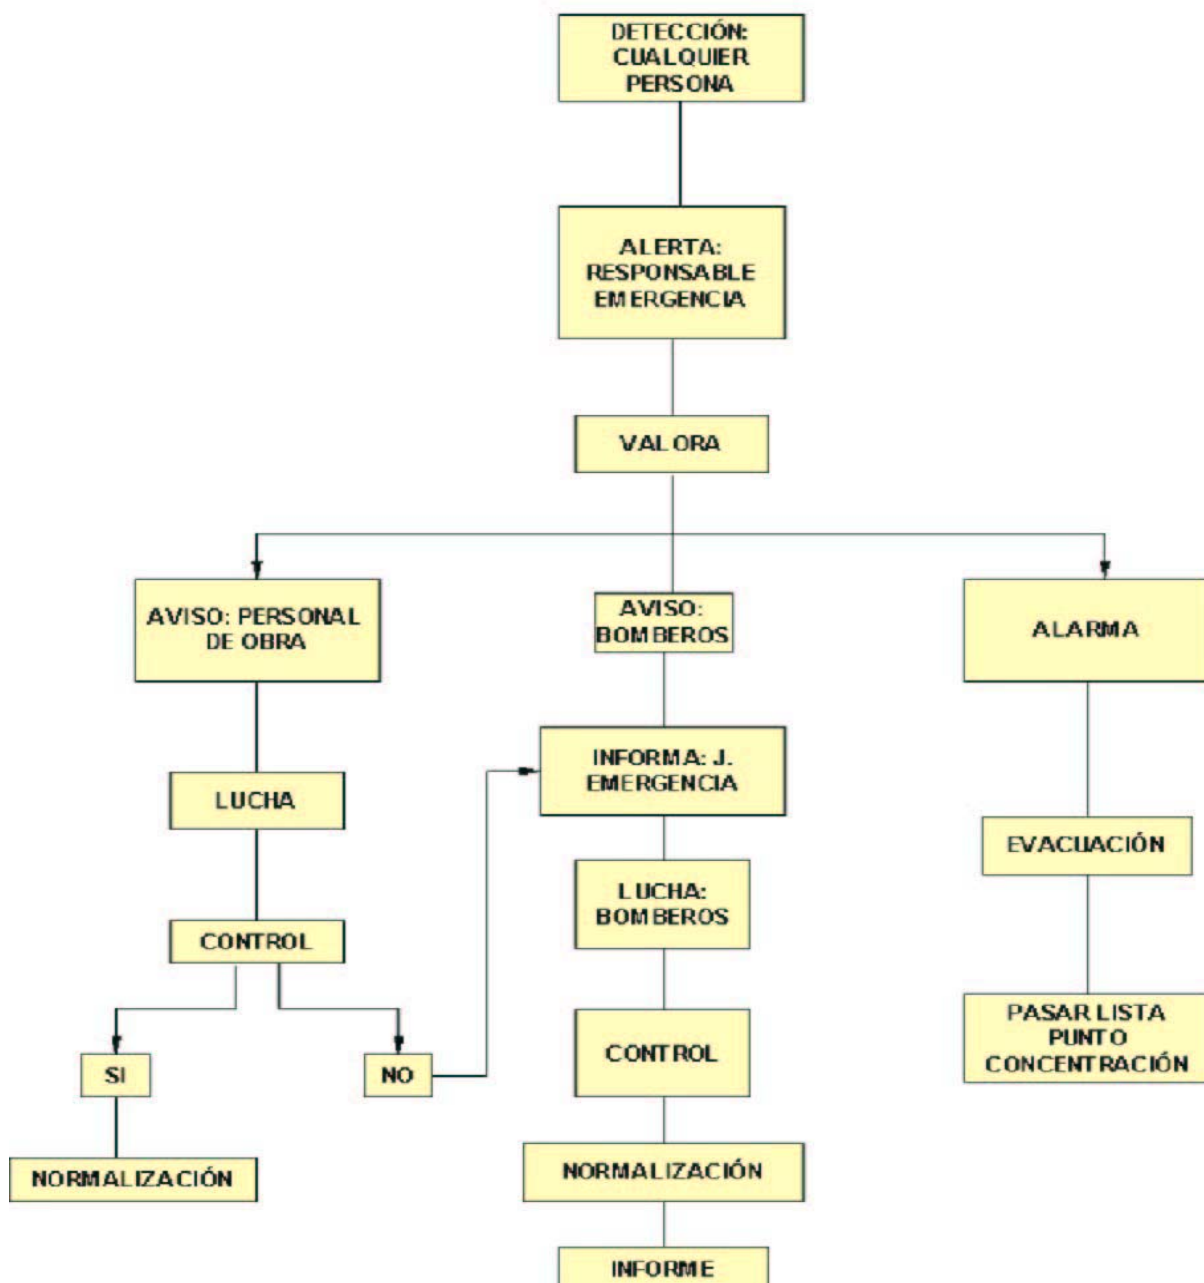 DETECCIÓN:
CUALQUIER
PERSONA
ALERTA:
RESPONSABLE
EMERGENCIA
VALORA
AVISO: PERSONAL
DE OBRA
AVISO:
BOMBEROS
ALARMA
INFORMA: J.
EMERGENCIA
LUCHA
EVACUACIÓN
LUCHA:
BOMBEROS
CONTROL
PASAR LISTA
PUNTO
CONCENTRACIÓN
CONTROL
SI
NO
NORMALIZACIÓN
NORMALIZACIÓN
INFORME